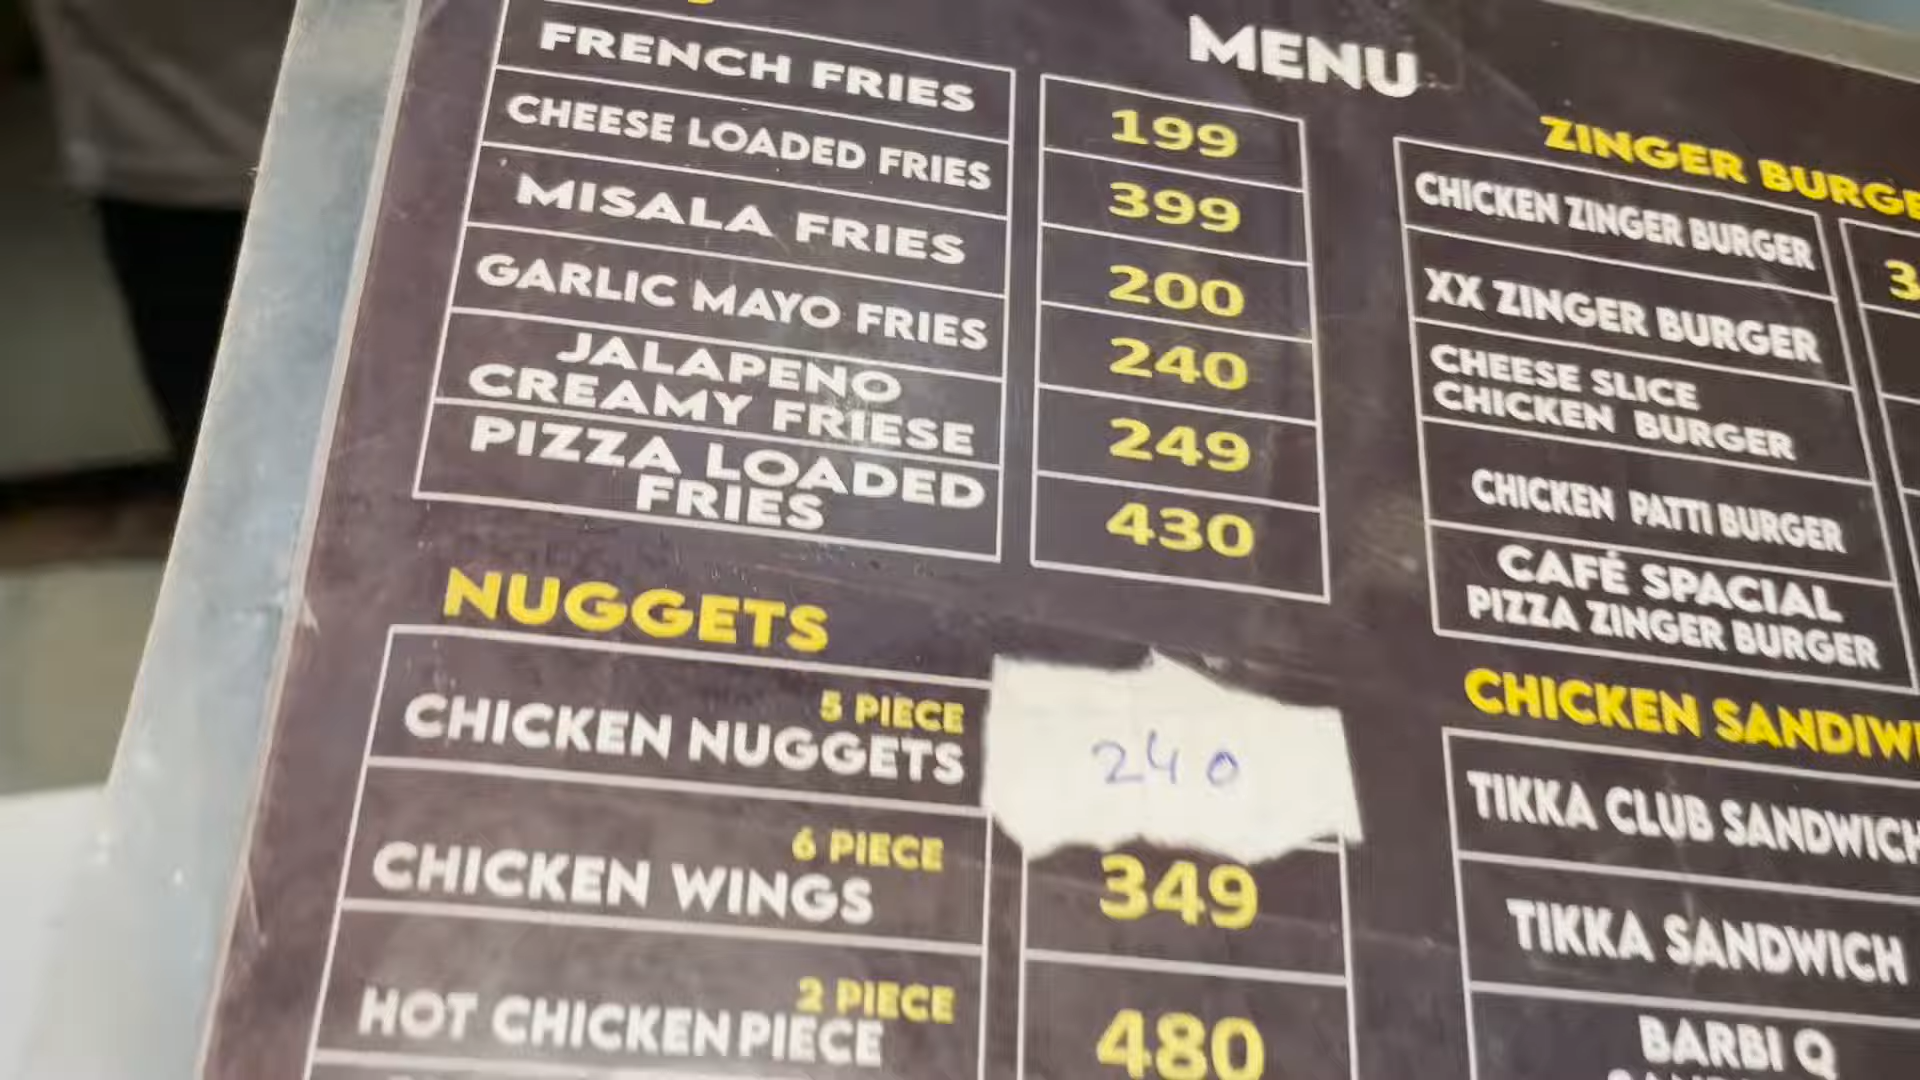 MENU
FRENCH FRIES 199
CHEESE LOADED FRIES 399
MISALA FRIES 200
GARLIC MAYO FRIES 240
JALAPENO
CREAMY FRIESE 249
PIZZA LOADED
FRIES 430
NUGGETS
5 PIECE
CHICKEN NUGGETS 240
6 PIECE
CHICKEN WINGS 349
2 PIECE
HOT CHICKEN PIECE 480
ZINGER BURGE
CHICKEN ZINGER BURGER 3
XX ZINGER BURGER
CHEESE SLICE
CHICKEN BURGER
CHICKEN PATTI BURGER
CAFÉ SPACIAL
PIZZA ZINGER BURGER
CHICKEN SANDIW
TIKKA CLUB SANDWICH
TIKKA SANDWICH
BARBI Q